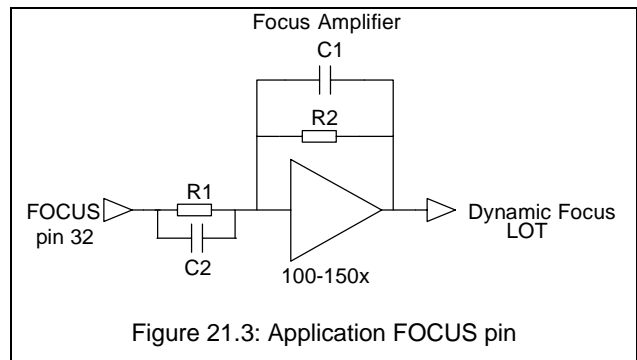 Focus Amplifier
C1
R2
R1
FOCUS
pin 32
C2
100-150x
Dynamic Focus
LOT
Figure 21.3: Application FOCUS pin